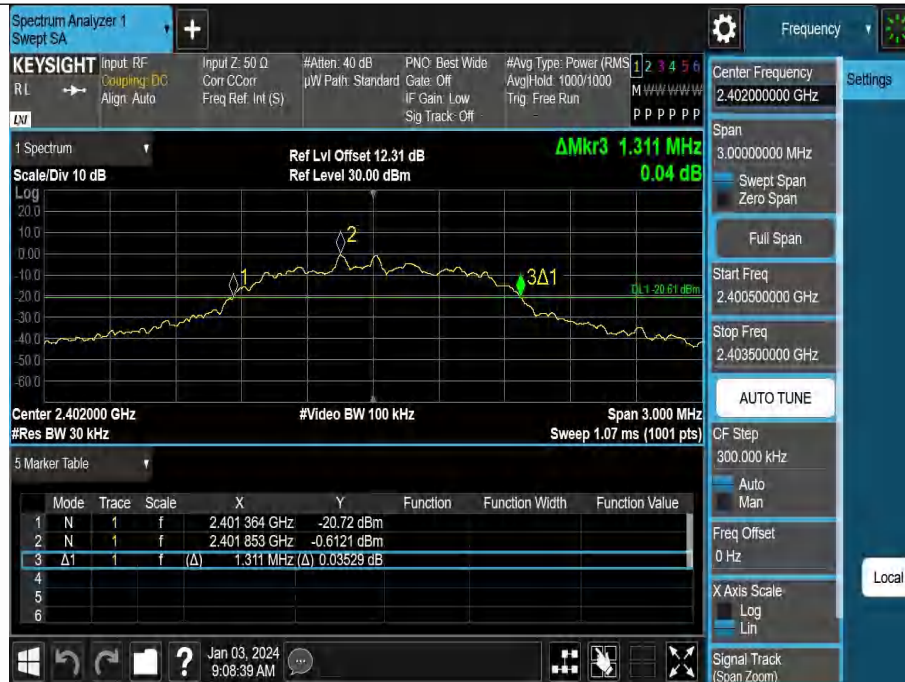 Spectrum Analyzer 1
Swept SA
+
Frequency
KEYSIGHT
Input: RF
Input Z: 50 Ω
#Atten: 40 dB
PNO: Best Wide
#Avg Type: Power (RMS
1 2 3 4 5 6
RL
Coupling: DC
Corr CCorr
µW Path: Standard
Gate: Off
Avg|Hold: 1000/1000
M W W W W W
Align: Auto
Freq Ref: Int (S)
IF Gain: Low
Trig: Free Run
Sig Track: Off
P P P P P P
LXI
1 Spectrum
Ref Lvl Offset 12.31 dB
ΔMkr3 1.311 MHz
Scale/Div 10 dB
Ref Level 30.00 dBm
0.04 dB
Log
20.0
10.0
0.00
-10.0
-20.0
-30.0
-40.0
-50.0
-60.0
1
2
3Δ1
DL1 -20.61 dBm
Center 2.402000 GHz
#Video BW 100 kHz
Span 3.000 MHz
#Res BW 30 kHz
Sweep 1.07 ms (1001 pts)
5 Marker Table
Mode Trace Scale X Y Function Function Width Function Value
1 N 1 f 2.401 364 GHz -20.72 dBm
2 N 1 f 2.401 853 GHz -0.6121 dBm
3 Δ1 1 f (Δ) 1.311 MHz (Δ) 0.03529 dB
4
5
6
Jan 03, 2024
9:08:39 AM
?
Center Frequency
2.402000000 GHz
Settings
Span
3.00000000 MHz
Swept Span
Zero Span
Full Span
Start Freq
2.400500000 GHz
Stop Freq
2.403500000 GHz
AUTO TUNE
CF Step
300.000 kHz
Auto
Man
Freq Offset
0 Hz
Local
X Axis Scale
Log
Lin
Signal Track
(Span Zoom)